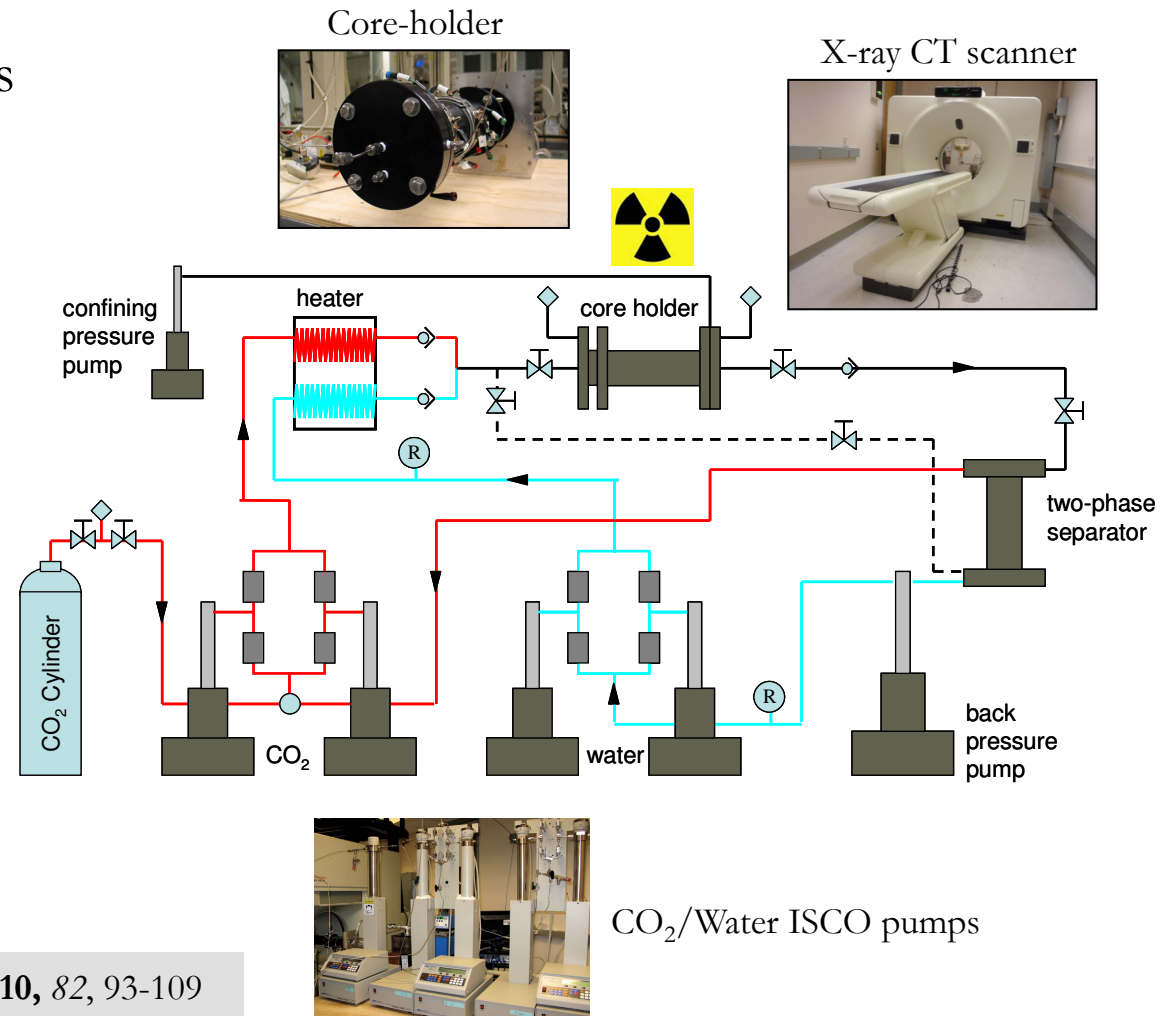 Core-holder
X-ray CT scanner
s
confining
pressure
pump
heater
core holder
R
two-phase
separator
CO₂ Cylinder
CO₂
water
R
back
pressure
pump
CO₂/Water ISCO pumps
10, 82, 93-109